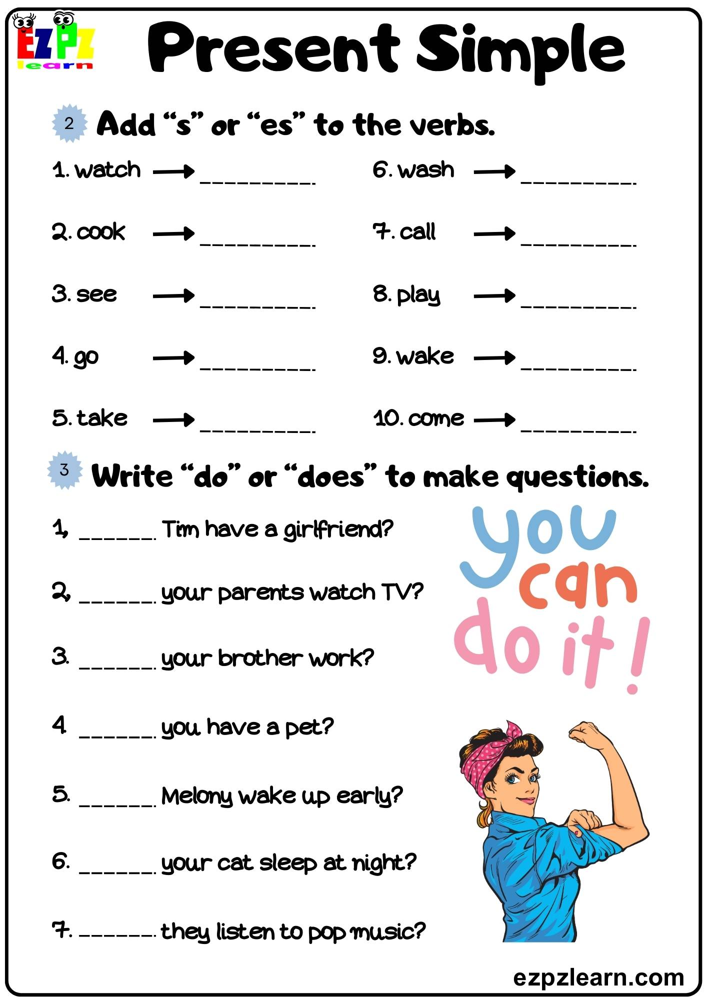 EZPZ
learn
Present Simple
2 Add “s” or “es” to the verbs.
1. watch _________.
6. wash _________.
2. cook _________.
7. call _________.
3. see _________.
8. play _________.
4. go _________.
9. wake _________.
5. take _________.
10. come _________.
3 Write “do” or “does” to make questions.
1, ______. Tim have a girlfriend?
2, ______. your parents watch TV?
3. ______. your brother work?
4. ______. you have a pet?
5. ______. Melony wake up early?
6. ______. your cat sleep at night?
7. ______. they listen to pop music?
you
can
do it!
ezpzlearn.com